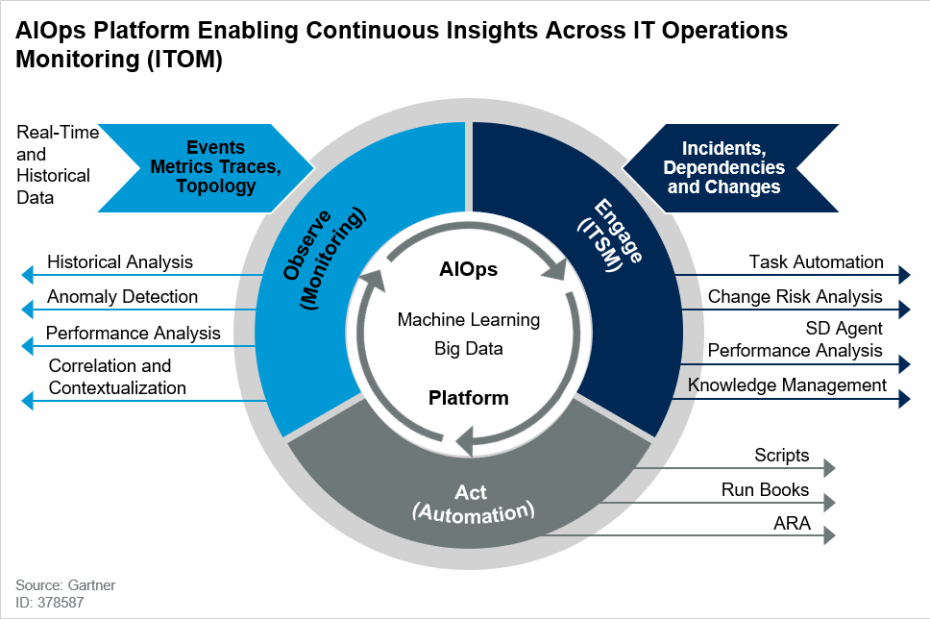 AIOps Platform Enabling Continuous Insights Across IT Operations
Monitoring (ITOM)
Real-Time
and
Historical
Data
Events
Metrics Traces,
Topology
Incidents,
Dependencies
and Changes
Observe
(Monitoring)
Engage
(ITSM)
AIOps
Machine Learning
Big Data
Platform
Historical Analysis
Anomaly Detection
Performance Analysis
Correlation and
Contextualization
Task Automation
Change Risk Analysis
SD Agent
Performance Analysis
Knowledge Management
Act
(Automation)
Scripts
Run Books
ARA
Source: Gartner
ID: 378587